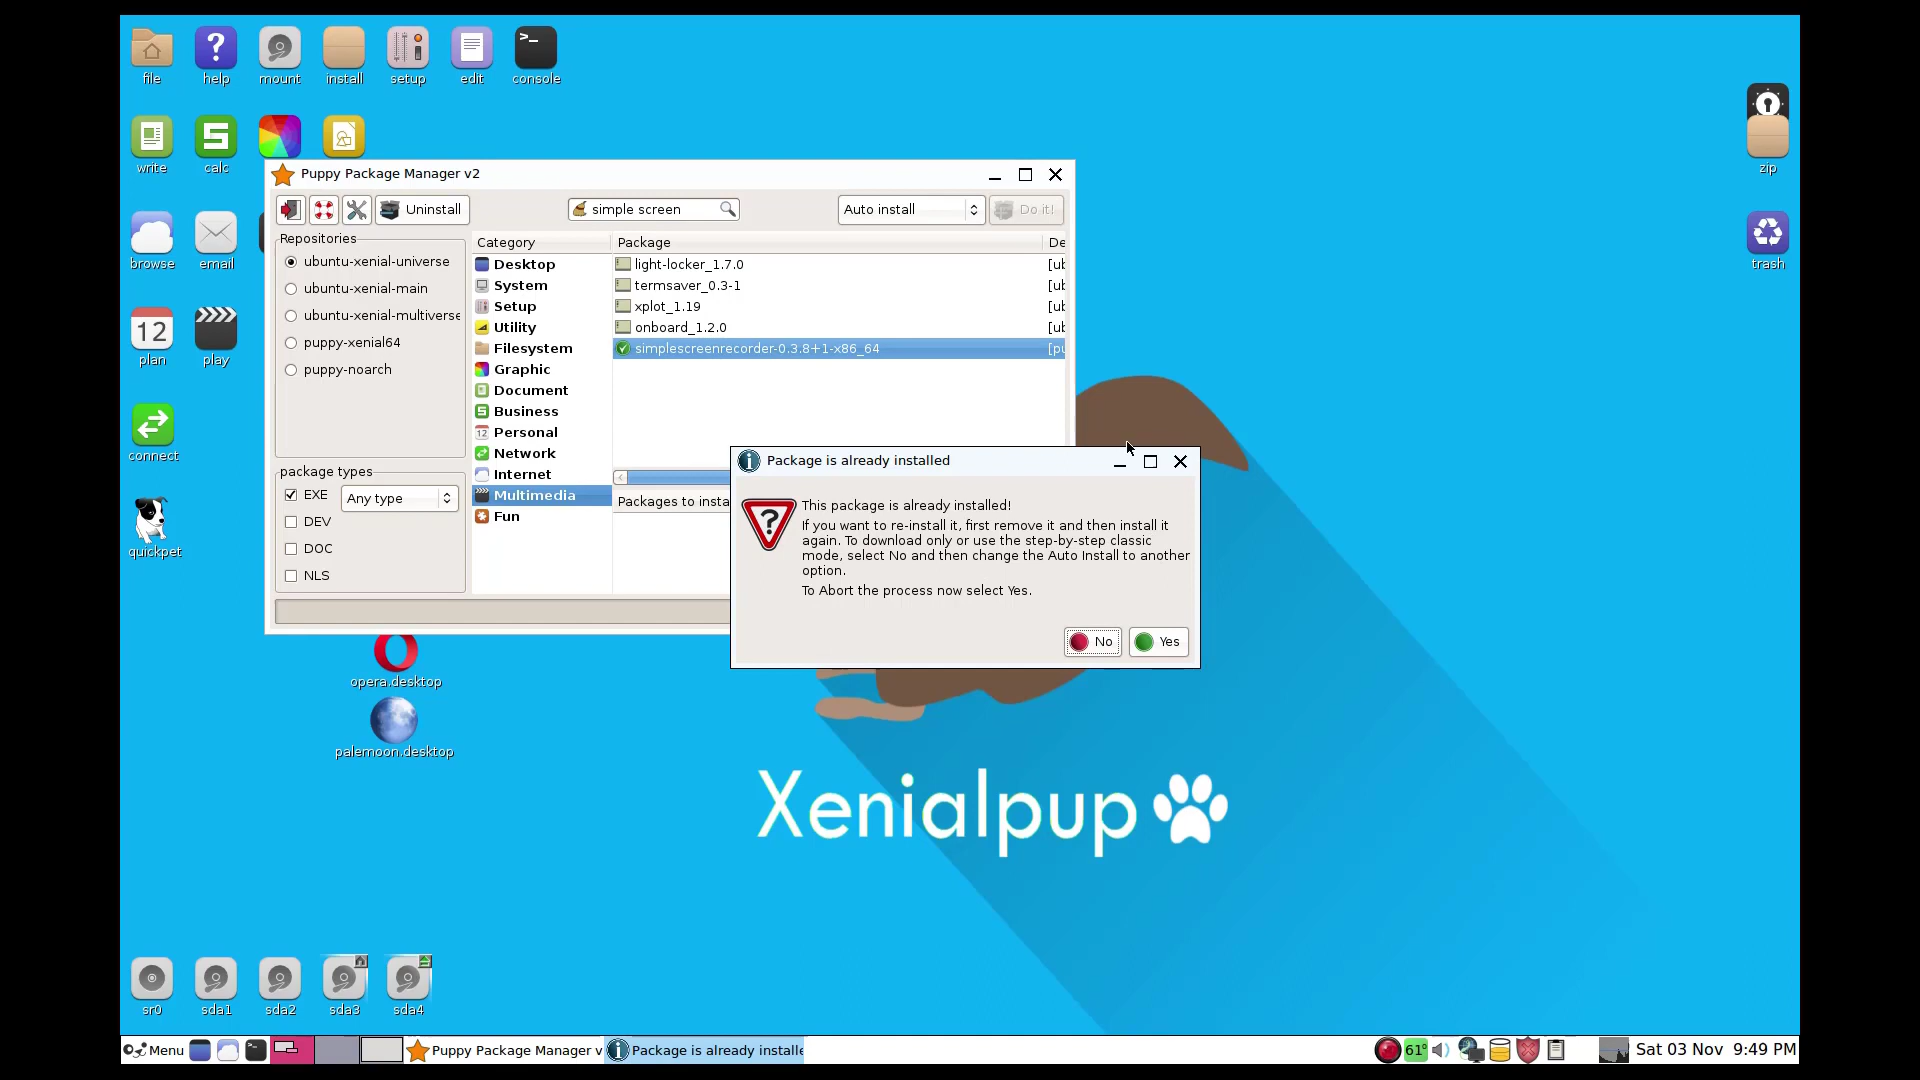 file
help
mount
install
setup
edit
console
write
calc
zip
browse
email
trash
12
plan
play
connect
quickpet
Puppy Package Manager v2
Uninstall
simple screen
Auto install
Do it!
Repositories
ubuntu-xenial-universe
ubuntu-xenial-main
ubuntu-xenial-multiverse
puppy-xenial64
puppy-noarch
package types
EXE
Any type
DEV
DOC
NLS
Category
Desktop
System
Setup
Utility
Filesystem
Graphic
Document
Business
Personal
Network
Internet
Multimedia
Fun
Package
De
light-locker_1.7.0
[ub
termsaver_0.3-1
[ub
xplot_1.19
[ub
onboard_1.2.0
[ub
simplescreenrecorder-0.3.8+1-x86_64
[pu
Packages to insta
Package is already installed
This package is already installed!
If you want to re-install it, first remove it and then install it
again. To download only or use the step-by-step classic
mode, select No and then change the Auto Install to another
option.
To Abort the process now select Yes.
No
Yes
opera.desktop
palemoon.desktop
Xenialpup
sr0
sda1
sda2
sda3
sda4
Menu
Puppy Package Manager v
Package is already installe
61°
Sat 03 Nov 9:49 PM